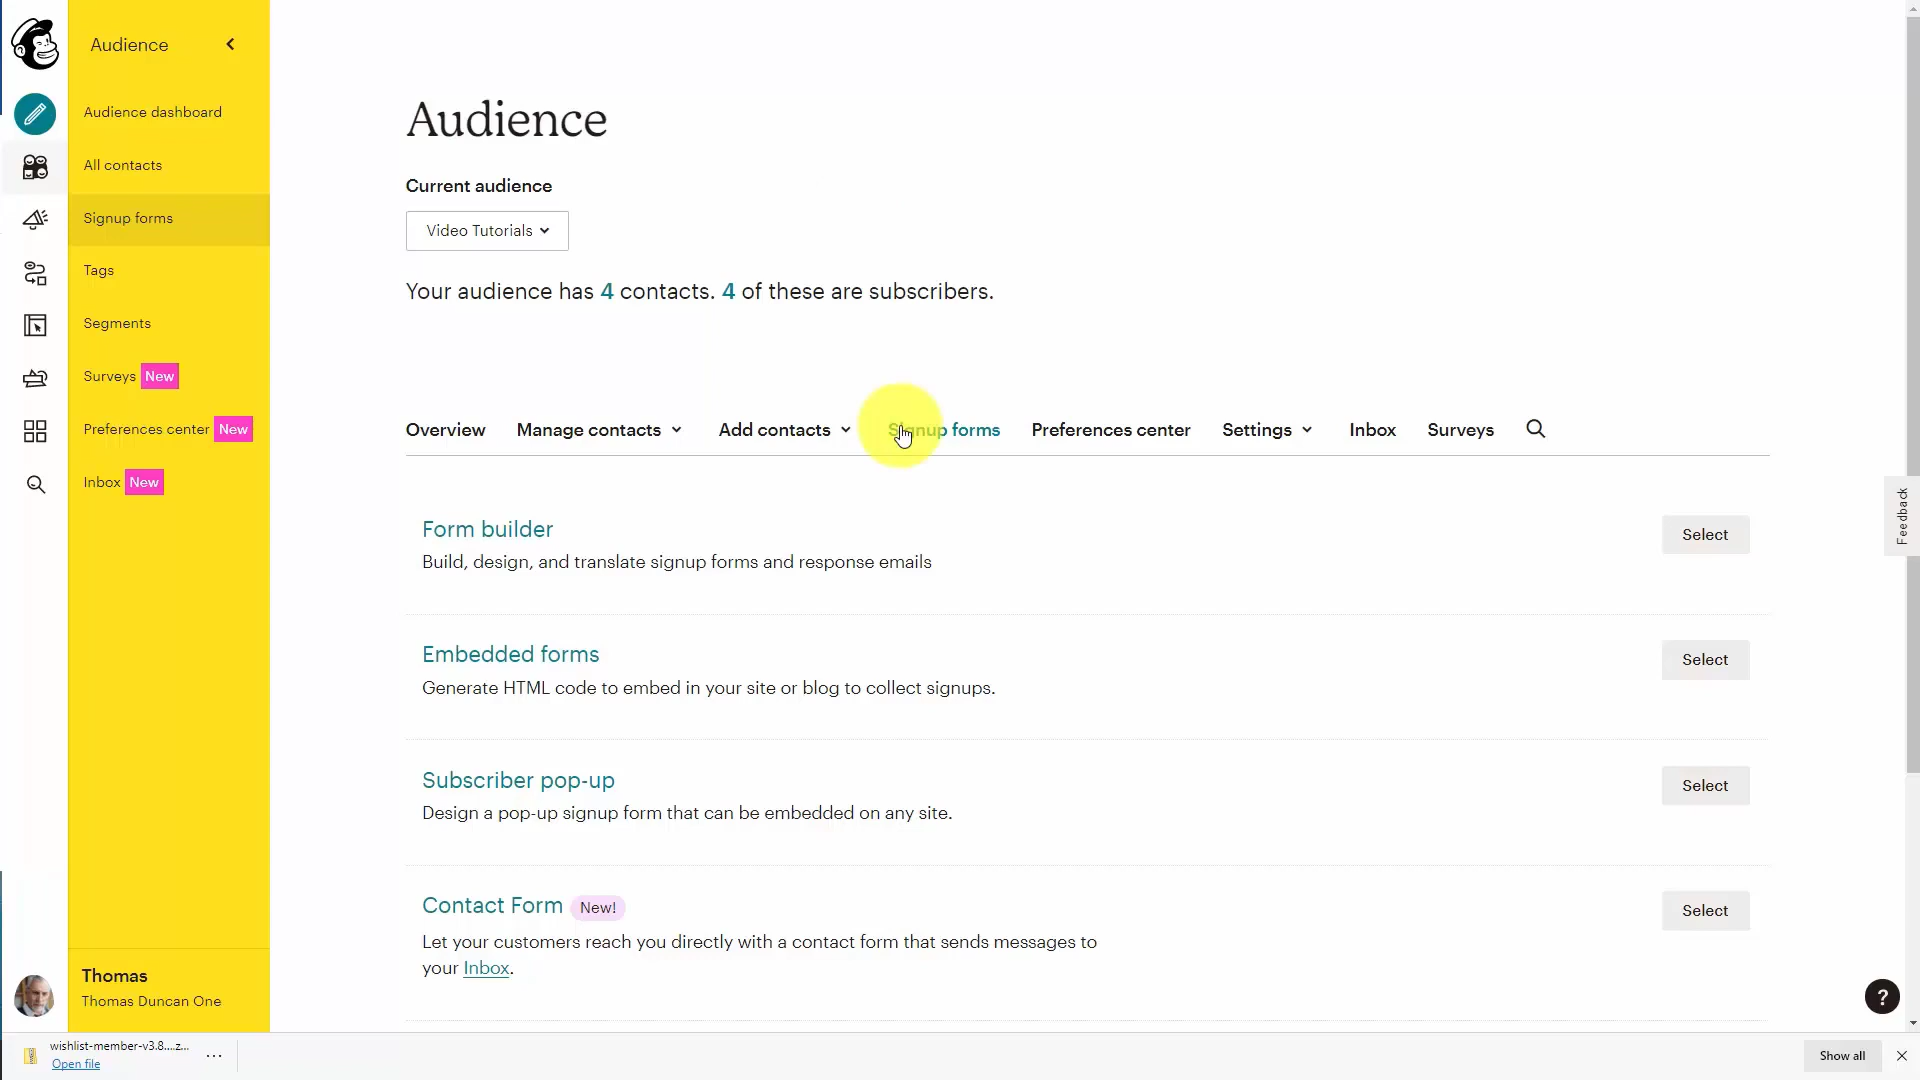 Audience
Audience dashboard
All contacts
Signup forms
Tags
Segments
Surveys New
Preferences center New
Inbox New
Thomas
Thomas Duncan One
Audience
Current audience
Video Tutorials
Your audience has 4 contacts. 4 of these are subscribers.
Overview Manage contacts Add contacts Signup forms Preferences center Settings Inbox Surveys
Form builder
Build, design, and translate signup forms and response emails
Select
Embedded forms
Generate HTML code to embed in your site or blog to collect signups.
Select
Subscriber pop-up
Design a pop-up signup form that can be embedded on any site.
Select
Contact Form New!
Let your customers reach you directly with a contact form that sends messages to
your Inbox.
Select
Feedback
?
wishlist-member-v3.8....z...
Open file
...
Show all